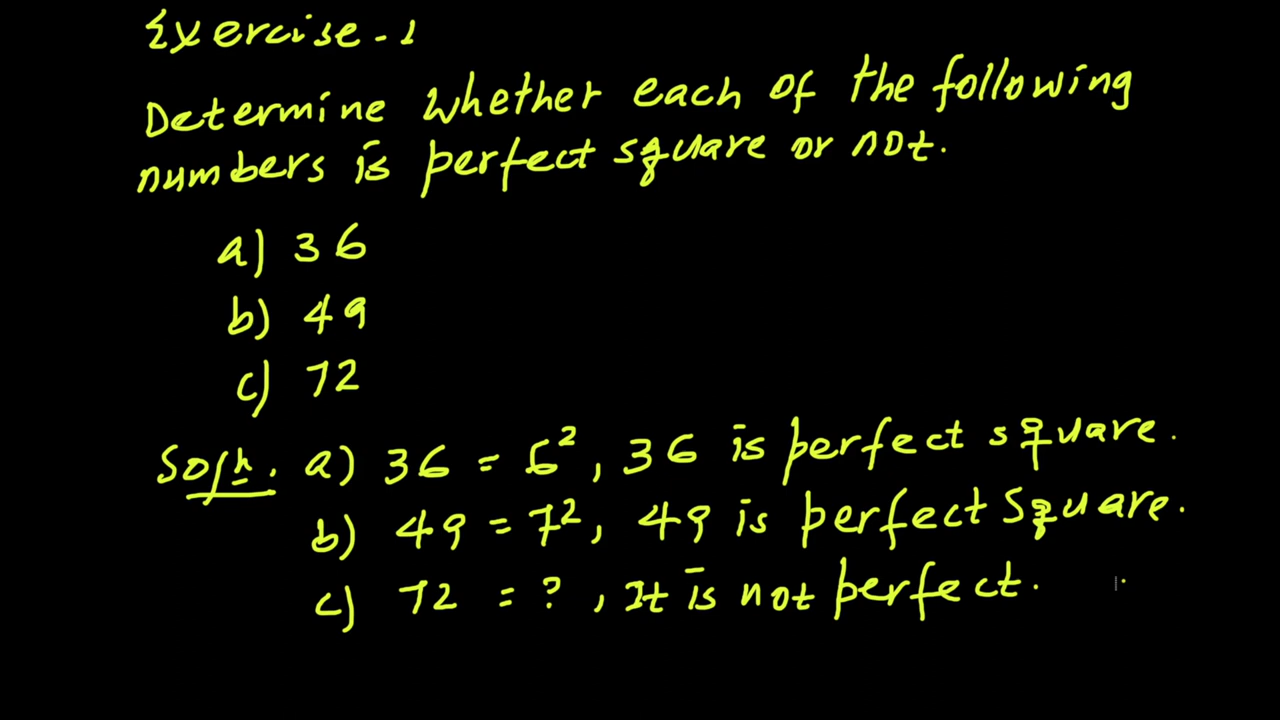 Exercise-1
Determine whether each of the following
numbers is perfect square or not.
a) 36
b) 49
c) 72
Soln. a) 36 = 6², 36 is perfect square.
b) 49 = 7², 49 is perfect Square.
c) 72 = ?, It is not perfect.